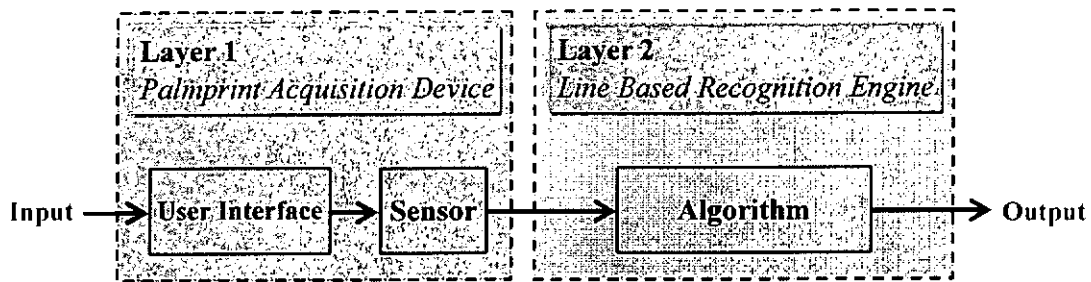 Layer 1
Palmprint Acquisition Device
Layer 2
Line Based Recognition Engine
Input
User Interface
Sensor
Algorithm
Output